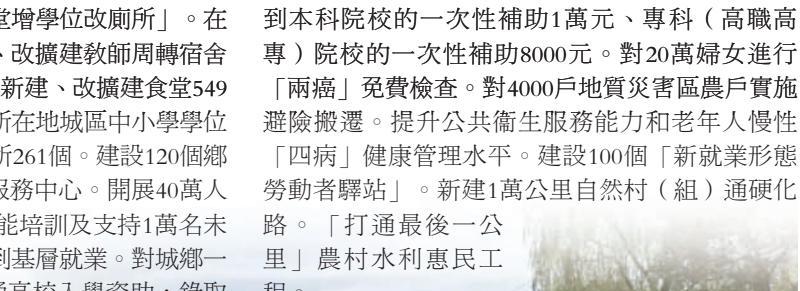 堂增學位改廁所」。在
、改擴建教師周轉宿舍
新建、改擴建食堂549
所在地城區中小學學位
所261個。建設120個鄉
服務中心。開展40萬人
能培訓及支持1萬名未
到基層就業。對城鄉一
高校入學資助，錄取
到本科院校的一次性補助1萬元、專科（高職高
專）院校的一次性補助8000元。對20萬婦女進行
「兩癌」免費檢查。對4000戶地質災害區農戶實施
避險搬遷。提升公共衞生服務能力和老年人慢性
「四病」健康管理水平。建設100個「新就業形態
勞動者驛站」。新建1萬公里自然村（組）通硬化
路。「打通最後一公
里」農村水利惠民工
程。